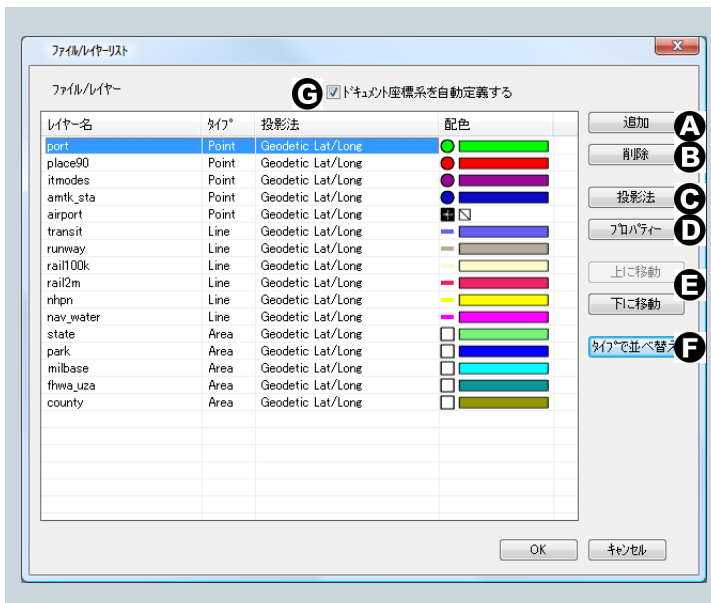 ﾌｧｲﾙ/ﾚｲﾔｰﾘｽﾄ
ファイル/レイヤー
G ﾄﾞｷｭﾒﾝﾄ座標系を自動定義する
レイヤー名 ﾀｲﾌﾟ 投影法 配色
port Point Geodetic Lat/Long
place90 Point Geodetic Lat/Long
itmodes Point Geodetic Lat/Long
amtk_sta Point Geodetic Lat/Long
airport Point Geodetic Lat/Long
transit Line Geodetic Lat/Long
runway Line Geodetic Lat/Long
rail100k Line Geodetic Lat/Long
rail2m Line Geodetic Lat/Long
nhpn Line Geodetic Lat/Long
nav_water Line Geodetic Lat/Long
state Area Geodetic Lat/Long
park Area Geodetic Lat/Long
milbase Area Geodetic Lat/Long
fhwa_uza Area Geodetic Lat/Long
county Area Geodetic Lat/Long
追加 A
削除 B
投影法 C
ﾌﾟﾛﾊﾟﾃｨｰ D
上に移動
E
下に移動
ﾀｲﾌﾟで並べ替え F
OK ｷｬﾝｾﾙ